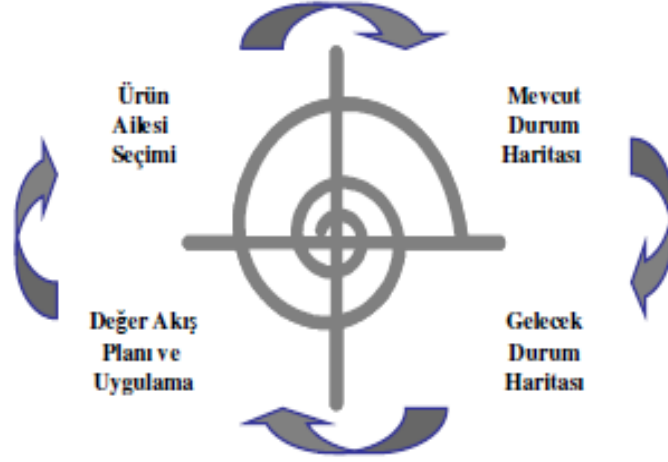 Ürün
Ailesi
Seçimi
Mevcut
Durum
Haritası
Değer Akış
Planı ve
Uygulama
Gelecek
Durum
Haritası